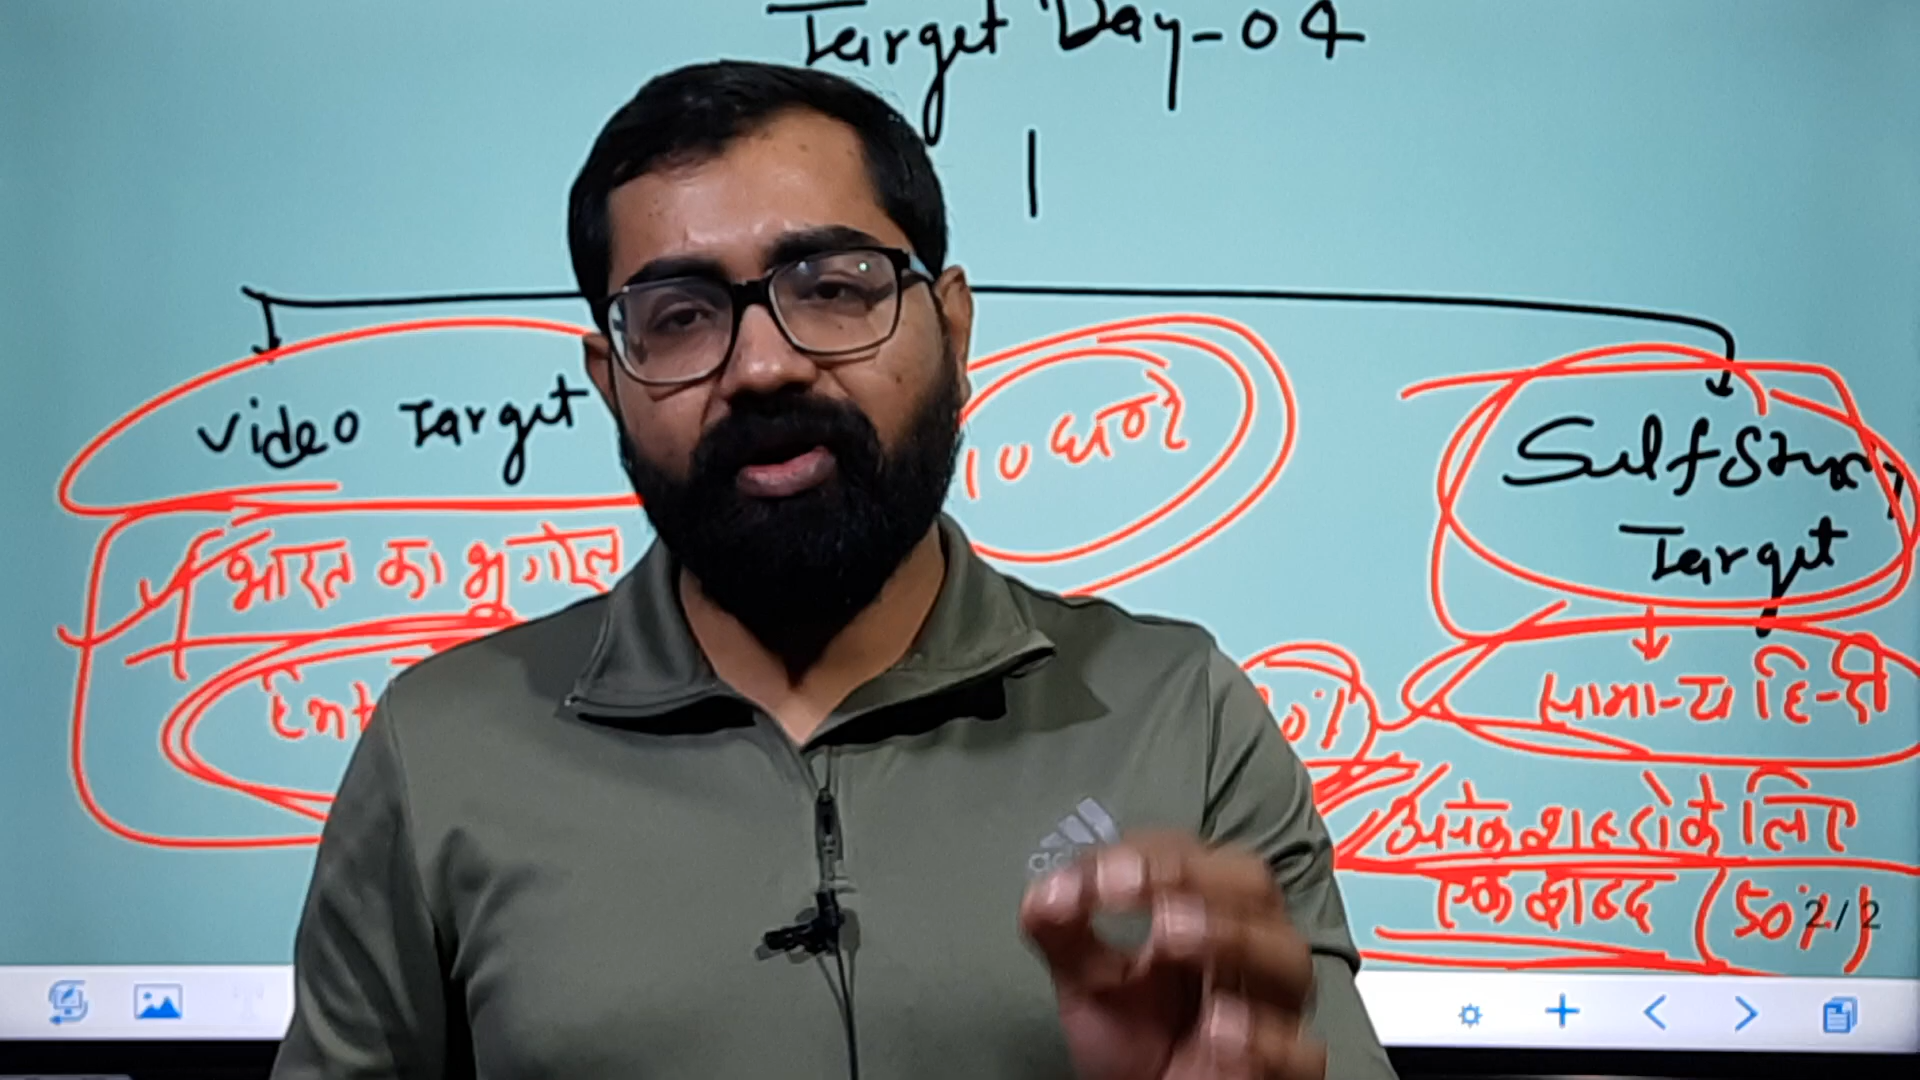 Target Day-04
Video Target
10 घण्टे
Self Study
Target
भारत का भूगोल
सामान्य हिन्दी
अनेक शब्दो के लिए
एक शब्द (50%)
2/2